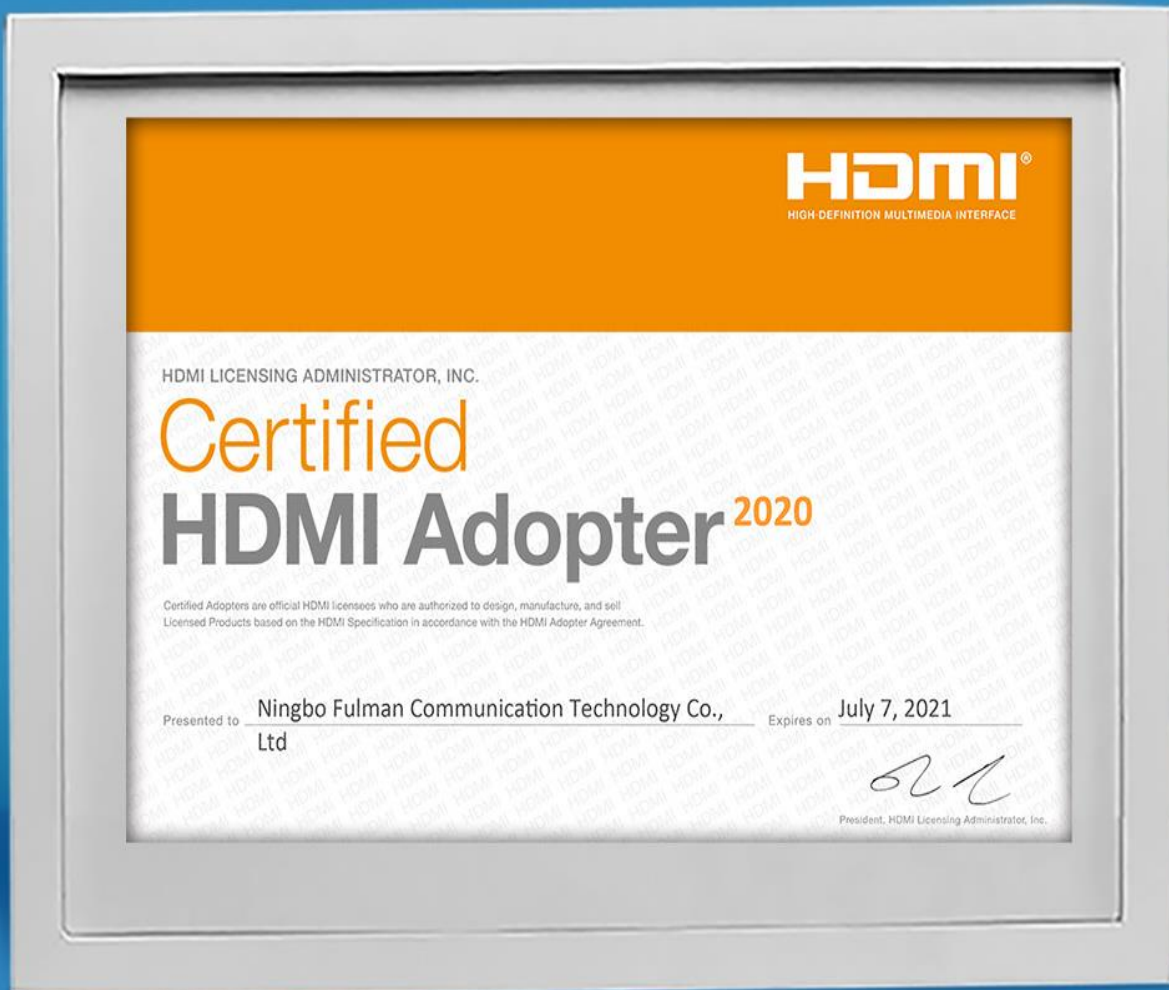 HDMI®
HIGH-DEFINITION MULTIMEDIA INTERFACE
HDMI LICENSING ADMINISTRATOR, INC.
Certified
HDMI Adopter 2020
Certified Adopters are official HDMI licensees who are authorized to design, manufacture, and sell
Licensed Products based on the HDMI Specification in accordance with the HDMI Adopter Agreement.
Presented to Ningbo Fulman Communication Technology Co., Expires on July 7, 2021
Ltd
President, HDMI Licensing Administrator, Inc.